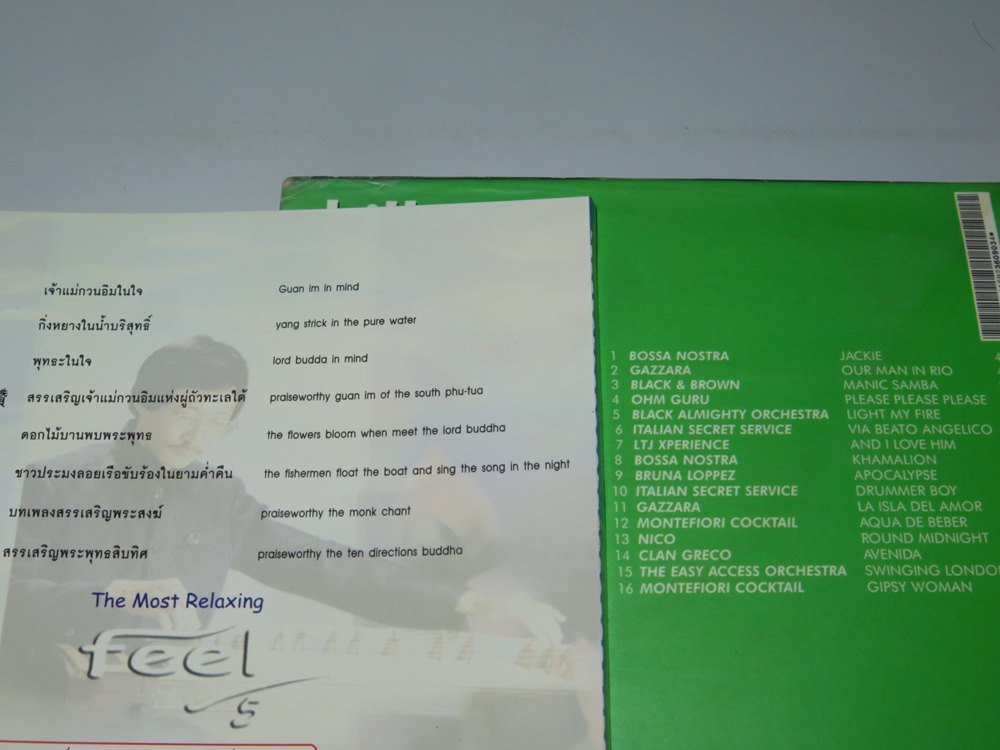 เจ้าแม่กวนอิมในใจ Guan im in mind
กิ่งหยางในน้ำบริสุทธิ์ yang strick in the pure water
พุทธะในใจ lord budda in mind
สรรเสริญเจ้าแม่กวนอิมแห่งผู่ถัวทะเลใต้ praiseworthy guan im of the south phu-tua
ดอกไม้บานพบพระพุทธ the flowers bloom when meet the lord buddha
ชาวประมงลอยเรือขับร้องในยามค่ำคืน the fishermen float the boat and sing the song in the night
บทเพลงสรรเสริญพระสงฆ์ praiseworthy the monk chant
สรรเสริญพระพุทธสิบทิศ praiseworthy the ten directions buddha
The Most Relaxing
feel
5
1 BOSSA NOSTRA JACKIE
2 GAZZARA OUR MAN IN RIO
3 BLACK & BROWN MANIC SAMBA
4 OHM GURU PLEASE PLEASE PLEASE
5 BLACK ALMIGHTY ORCHESTRA LIGHT MY FIRE
6 ITALIAN SECRET SERVICE VIA BEATO ANGELICO
7 LTJ XPERIENCE AND I LOVE HIM
8 BOSSA NOSTRA KHAMALION
9 BRUNA LOPPEZ APOCALYPSE
10 ITALIAN SECRET SERVICE DRUMMER BOY
11 GAZZARA LA ISLA DEL AMOR
12 MONTEFIORI COCKTAIL AQUA DE BEBER
13 NICO ROUND MIDNIGHT
14 CLAN GRECO AVENIDA
15 THE EASY ACCESS ORCHESTRA SWINGING LONDO
16 MONTEFIORI COCKTAIL GIPSY WOMAN